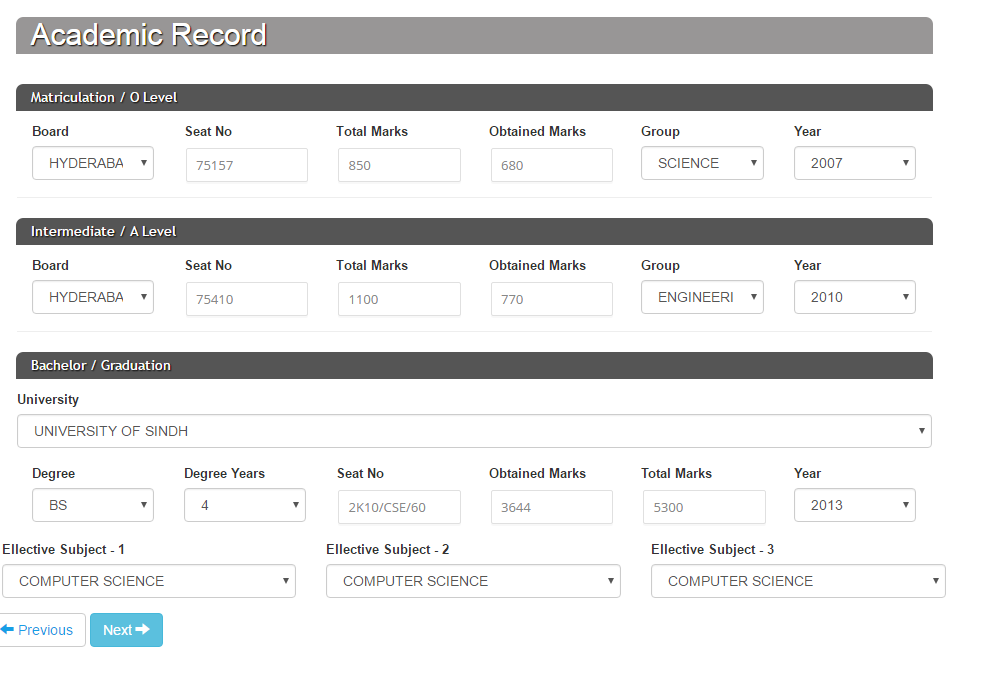 Academic Record
Matriculation / O Level
Board Seat No Total Marks Obtained Marks Group Year
HYDERABA 75157 850 680 SCIENCE 2007
Intermediate / A Level
Board Seat No Total Marks Obtained Marks Group Year
HYDERABA 75410 1100 770 ENGINEERI 2010
Bachelor / Graduation
University
UNIVERSITY OF SINDH
Degree Degree Years Seat No Obtained Marks Total Marks Year
BS 4 2K10/CSE/60 3644 5300 2013
Ellective Subject - 1 Ellective Subject - 2 Ellective Subject - 3
COMPUTER SCIENCE COMPUTER SCIENCE COMPUTER SCIENCE
Previous Next